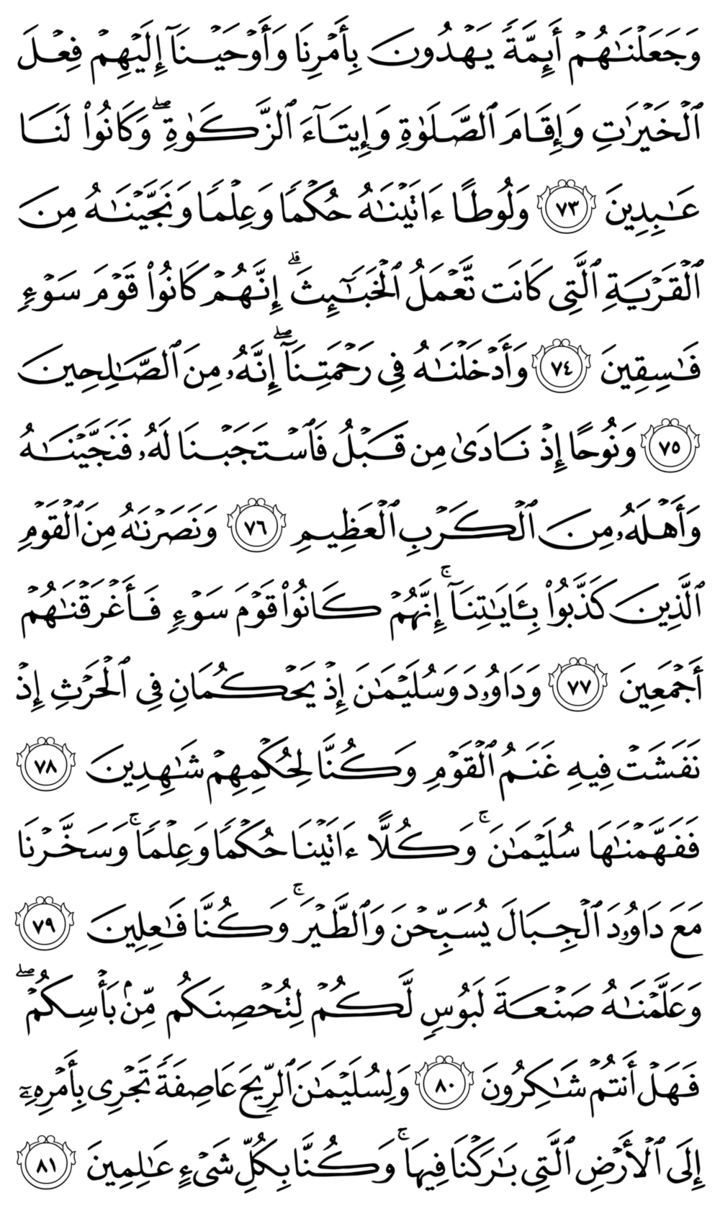 وَجَعَلْنَٰهُمْ أَئِمَّةً يَهْدُونَ بِأَمْرِنَا وَأَوْحَيْنَآ إِلَيْهِمْ فِعْلَ
ٱلْخَيْرَٰتِ وَإِقَامَ ٱلصَّلَوٰةِ وَإِيتَآءَ ٱلزَّكَوٰةِ ۖ وَكَانُوا۟ لَنَا
عَٰبِدِينَ ٧٣ وَلُوطًا ءَاتَيْنَٰهُ حُكْمًا وَعِلْمًا وَنَجَّيْنَٰهُ مِنَ
ٱلْقَرْيَةِ ٱلَّتِى كَانَت تَّعْمَلُ ٱلْخَبَٰٓئِثَ ۗ إِنَّهُمْ كَانُوا۟ قَوْمَ سَوْءٍ
فَٰسِقِينَ ٧٤ وَأَدْخَلْنَٰهُ فِى رَحْمَتِنَآ ۖ إِنَّهُۥ مِنَ ٱلصَّٰلِحِينَ
٧٥ وَنُوحًا إِذْ نَادَىٰ مِن قَبْلُ فَٱسْتَجَبْنَا لَهُۥ فَنَجَّيْنَٰهُ
وَأَهْلَهُۥ مِنَ ٱلْكَرْبِ ٱلْعَظِيمِ ٧٦ وَنَصَرْنَٰهُ مِنَ ٱلْقَوْمِ
ٱلَّذِينَ كَذَّبُوا۟ بِـَٔايَٰتِنَآ ۚ إِنَّهُمْ كَانُوا۟ قَوْمَ سَوْءٍ فَأَغْرَقْنَٰهُمْ
أَجْمَعِينَ ٧٧ وَدَاوُۥدَ وَسُلَيْمَٰنَ إِذْ يَحْكُمَانِ فِى ٱلْحَرْثِ إِذْ
نَفَشَتْ فِيهِ غَنَمُ ٱلْقَوْمِ وَكُنَّا لِحُكْمِهِمْ شَٰهِدِينَ ٧٨
فَفَهَّمْنَٰهَا سُلَيْمَٰنَ ۚ وَكُلًّا ءَاتَيْنَا حُكْمًا وَعِلْمًا ۚ وَسَخَّرْنَا
مَعَ دَاوُۥدَ ٱلْجِبَالَ يُسَبِّحْنَ وَٱلطَّيْرَ ۚ وَكُنَّا فَٰعِلِينَ ٧٩
وَعَلَّمْنَٰهُ صَنْعَةَ لَبُوسٍ لَّكُمْ لِتُحْصِنَكُم مِّنۢ بَأْسِكُمْ ۖ
فَهَلْ أَنتُمْ شَٰكِرُونَ ٨٠ وَلِسُلَيْمَٰنَ ٱلرِّيحَ عَاصِفَةً تَجْرِى بِأَمْرِهِۦٓ
إِلَى ٱلْأَرْضِ ٱلَّتِى بَٰرَكْنَا فِيهَا ۚ وَكُنَّا بِكُلِّ شَىْءٍ عَٰلِمِينَ ٨١